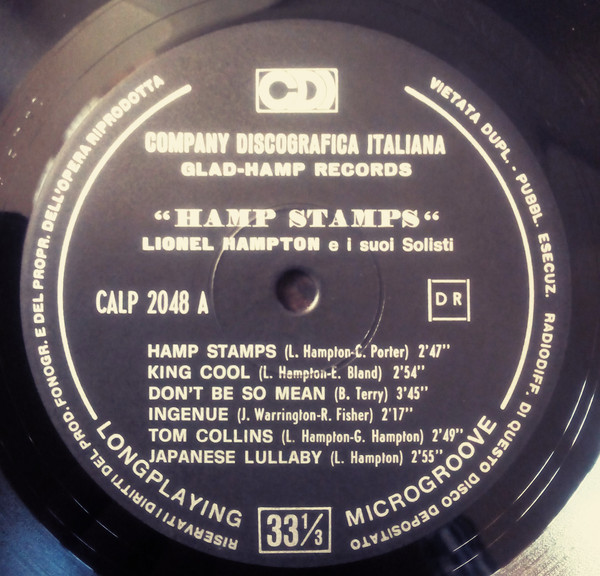 CD
COMPANY DISCOGRAFICA ITALIANA
GLAD-HAMP RECORDS
"HAMP STAMPS"
LIONEL HAMPTON e i suoi Solisti
CALP 2048 A
DR
HAMP STAMPS (L. Hampton-C. Porter) 2'47''
KING COOL (L. Hampton-E. Bland) 2'54''
DON'T BE SO MEAN (B. Terry) 3'45''
INGENUE (J. Warrington-R. Fisher) 2'17''
TOM COLLINS (L. Hampton-G. Hampton) 2'49''
JAPANESE LULLABY (L. Hampton) 2'55''
LONGPLAYING 33 1/3 MICROGROOVE
RISERVATI I DIRITTI DEL PROD. FONOGR. E DEL PROPR. DELL'OPERA RIPRODOTTA
VIETATA DUPL. - PUBBL. ESECUZ. RADIODIFF. DI QUESTO DISCO DEPOSITATO